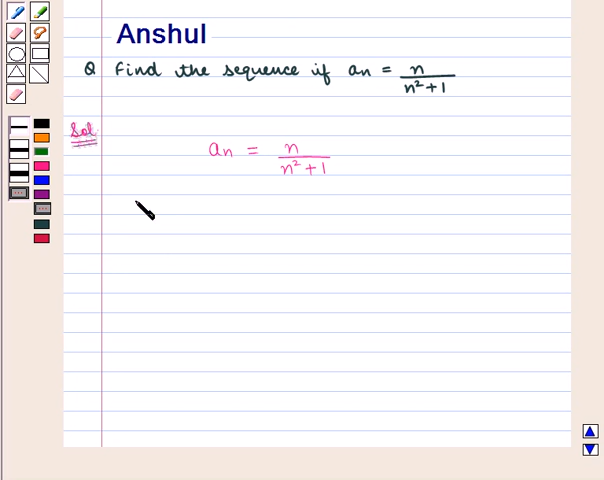 Anshul
Q Find the sequence if an = n/(n²+1)
Sol
an = n/(n²+1)